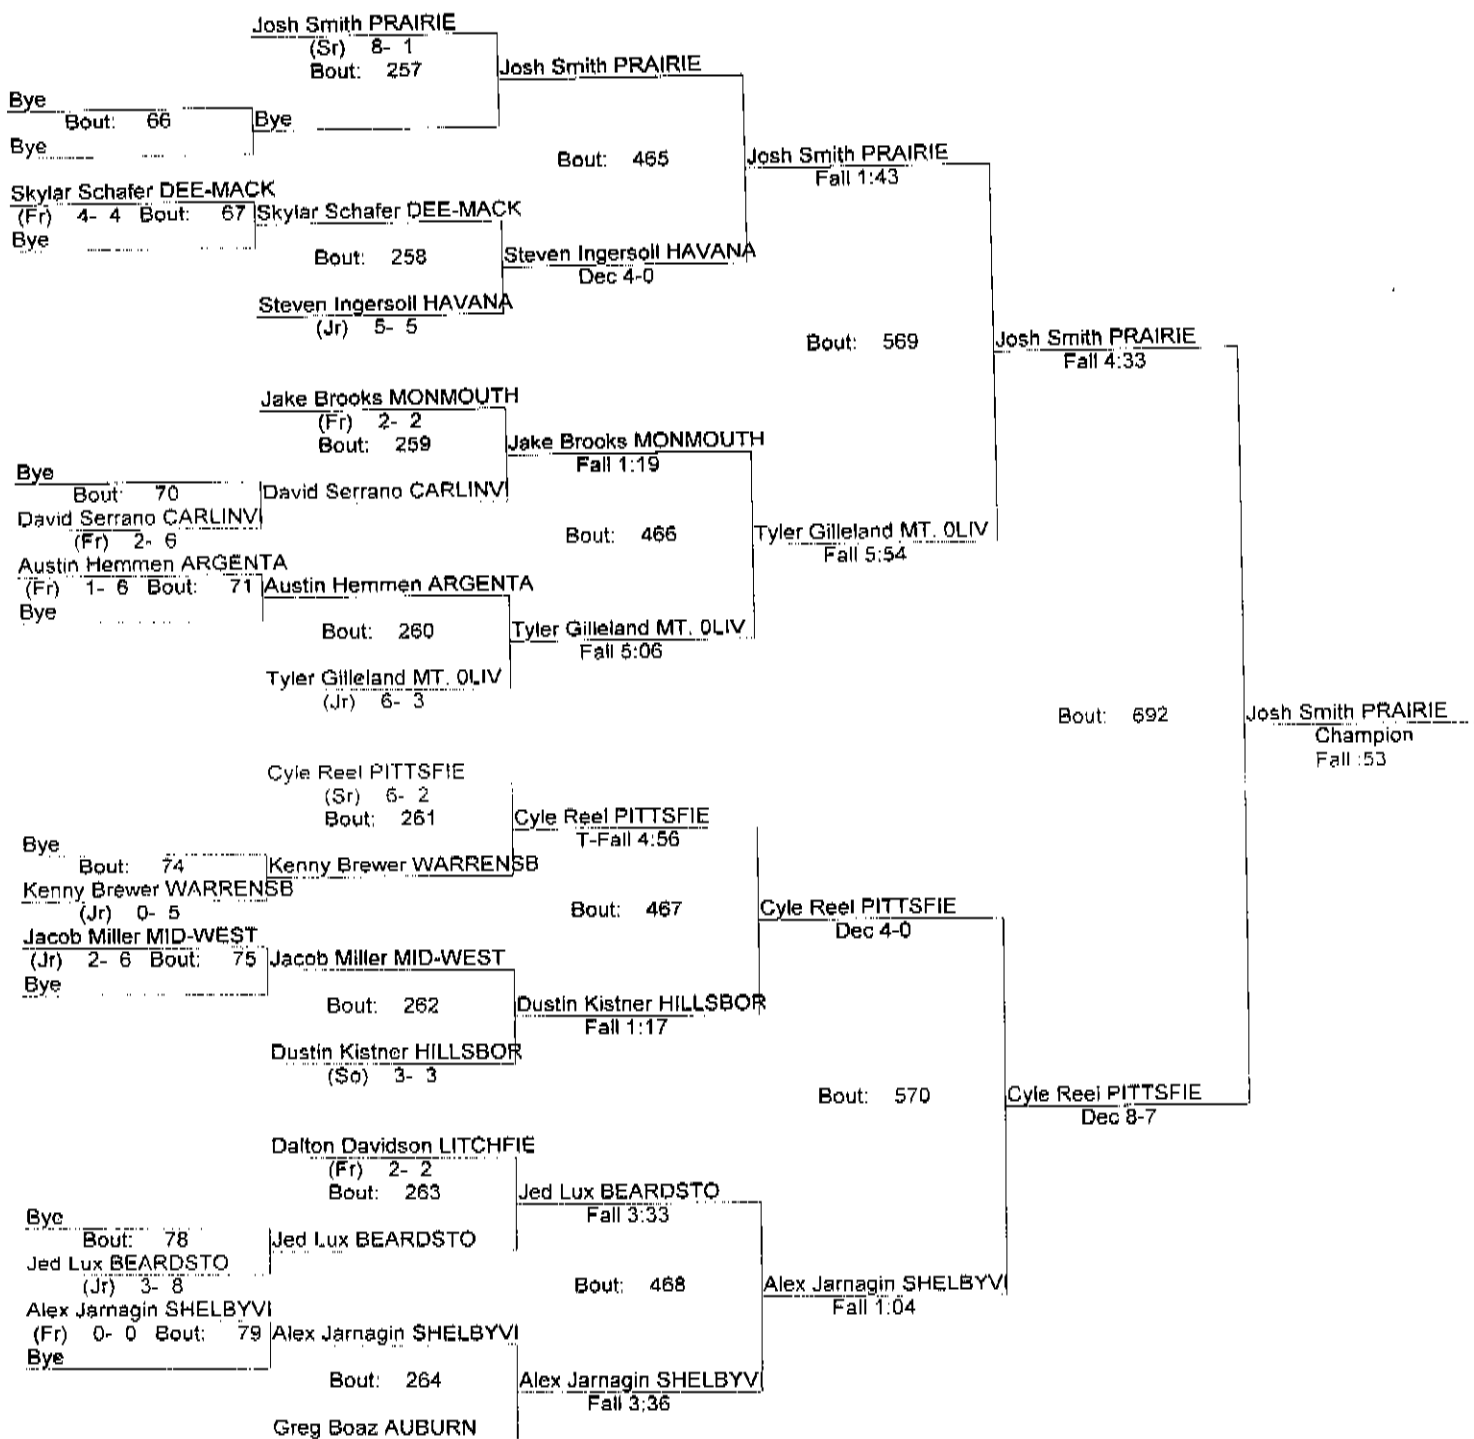 Josh Smith PRAIRIE
(Sr) 8- 1
Bout: 257
Josh Smith PRAIRIE
Bye
Bout: 66
Bye
Bye
Bout: 465
Josh Smith PRAIRIE
Fall 1:43
Skylar Schafer DEE-MACK
(Fr) 4- 4 Bout: 67
Skylar Schafer DEE-MACK
Bye
Bout: 258
Steven Ingersoll HAVANA
Dec 4-0
Steven Ingersoll HAVANA
(Jr) 5- 5
Bout: 569
Josh Smith PRAIRIE
Fall 4:33
Jake Brooks MONMOUTH
(Fr) 2- 2
Bout: 259
Jake Brooks MONMOUTH
Fall 1:19
Bye
Bout: 70
David Serrano CARLINVI
David Serrano CARLINVI
(Fr) 2- 6
Bout: 466
Tyler Gilleland MT. 0LIV
Fall 5:54
Austin Hemmen ARGENTA
(Fr) 1- 6 Bout: 71
Austin Hemmen ARGENTA
Bye
Bout: 260
Tyler Gilleland MT. 0LIV
Fall 5:06
Tyler Gilleland MT. 0LIV
(Jr) 6- 3
Bout: 692
Josh Smith PRAIRIE
Champion
Fall :53
Cyle Reel PITTSFIE
(Sr) 6- 2
Bout: 261
Cyle Reel PITTSFIE
T-Fall 4:56
Bye
Bout: 74
Kenny Brewer WARRENSB
Kenny Brewer WARRENSB
(Jr) 0- 5
Bout: 467
Cyle Reel PITTSFIE
Dec 4-0
Jacob Miller MID-WEST
(Jr) 2- 6 Bout: 75
Jacob Miller MID-WEST
Bye
Bout: 262
Dustin Kistner HILLSBOR
Fall 1:17
Dustin Kistner HILLSBOR
(So) 3- 3
Bout: 570
Cyle Reel PITTSFIE
Dec 8-7
Dalton Davidson LITCHFIE
(Fr) 2- 2
Bout: 263
Jed Lux BEARDSTO
Fall 3:33
Bye
Bout: 78
Jed Lux BEARDSTO
Jed Lux BEARDSTO
(Jr) 3- 8
Bout: 468
Alex Jarnagin SHELBYVI
Fall 1:04
Alex Jarnagin SHELBYVI
(Fr) 0- 0 Bout: 79
Alex Jarnagin SHELBYVI
Bye
Bout: 264
Alex Jarnagin SHELBYVI
Fall 3:36
Greg Boaz AUBURN